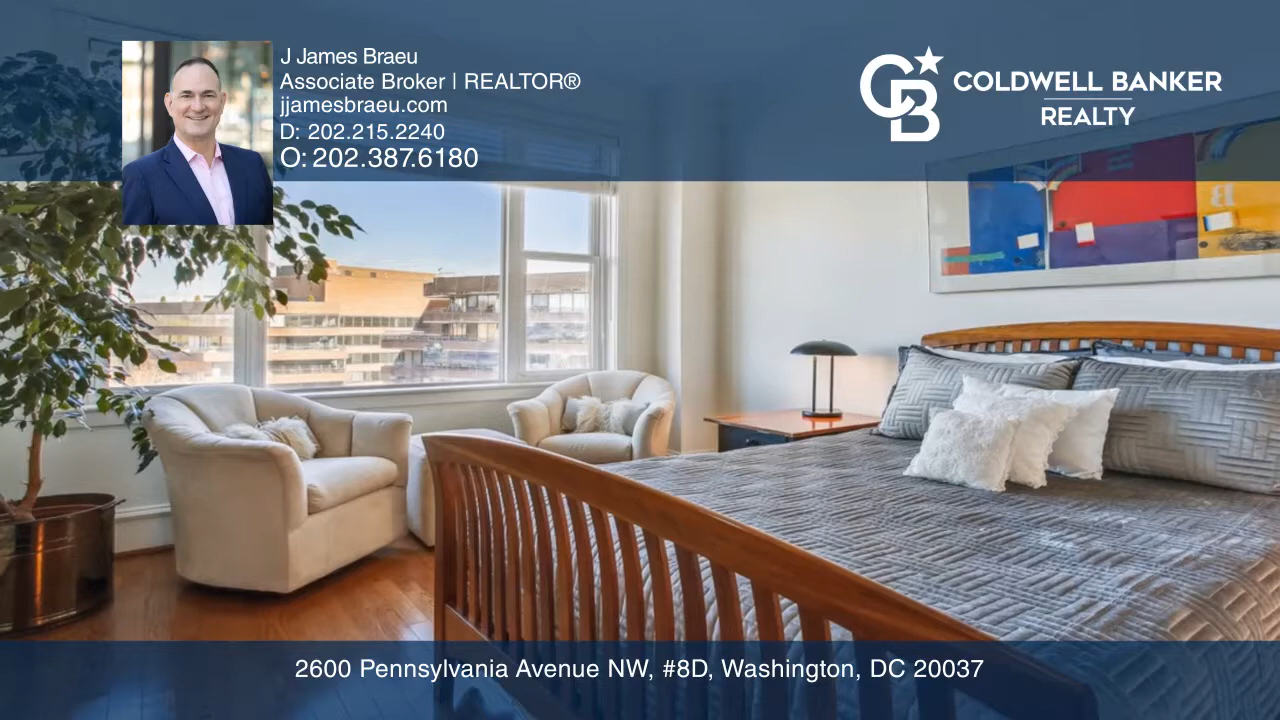 J James Braeu
Associate Broker | REALTOR®
jjamesbraeu.com
D: 202.215.2240
O: 202.387.6180
CB
COLDWELL BANKER
REALTY
2600 Pennsylvania Avenue NW, #8D, Washington, DC 20037